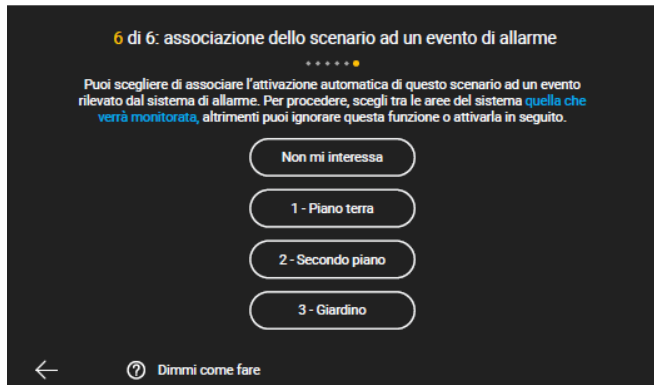 6 di 6: associazione dello scenario ad un evento di allarme
Puoi scegliere di associare l'attivazione automatica di questo scenario ad un evento
rilevato dal sistema di allarme. Per procedere, scegli tra le aree del sistema quella che
verrà monitorata, altrimenti puoi ignorare questa funzione o attivarla in seguito.
Non mi interessa
1 - Piano terra
2 - Secondo piano
3 - Giardino
Dimmi come fare